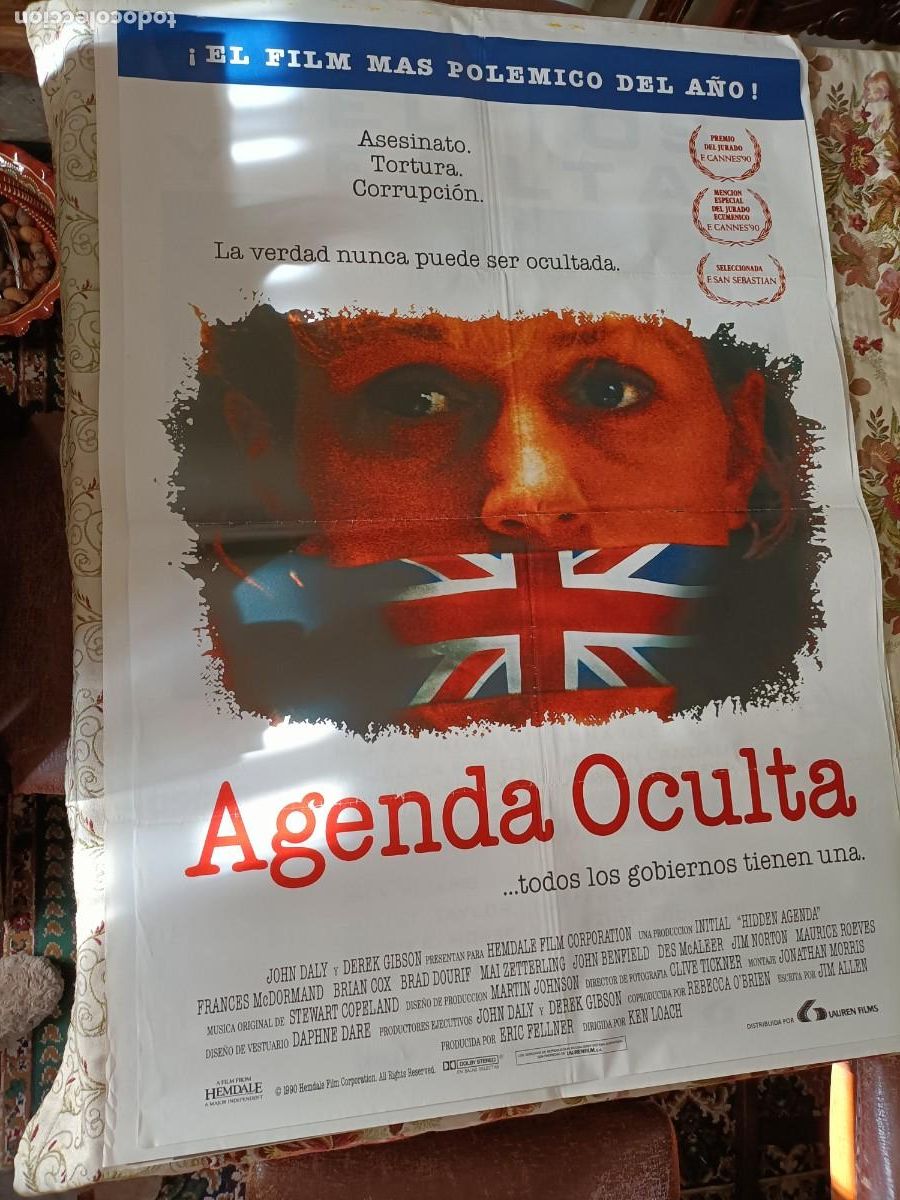 todocoleccion
¡EL FILM MAS POLEMICO DEL AÑO!
Asesinato.
Tortura.
Corrupción.
La verdad nunca puede ser ocultada.
PREMIO
DEL JURADO
F. CANNES'90
MENCION
ESPECIAL
DEL JURADO
ECUMENICO
F. CANNES'90
SELECCIONADA
F. SAN SEBASTIAN
Agenda Oculta
...todos los gobiernos tienen una.
JOHN DALY Y DEREK GIBSON PRESENTAN PARA HEMDALE FILM CORPORATION UNA PRODUCCION INITIAL "HIDDEN AGENDA"
FRANCES McDORMAND BRIAN COX BRAD DOURIF MAI ZETTERLING JOHN BENFIELD DES McALEER JIM NORTON MAURICE ROEVES
MUSICA ORIGINAL DE STEWART COPELAND DISEÑO DE PRODUCCION MARTIN JOHNSON DIRECTOR DE FOTOGRAFIA CLIVE TICKNER MONTAJE JONATHAN MORRIS
DISEÑO DE VESTUARIO DAPHNE DARE PRODUCTORES EJECUTIVOS JOHN DALY Y DEREK GIBSON COPRODUCIDA POR REBECCA O'BRIEN ESCRITA POR JIM ALLEN
PRODUCIDA POR ERIC FELLNER DIRIGIDA POR KEN LOACH
DISTRIBUIDA POR LAUREN FILMS
A FILM FROM
HEMDALE
A MAJOR INDEPENDENT
© 1990 Hemdale Film Corporation. All Rights Reserved.
DOLBY STEREO
EN SALAS SELECTAS